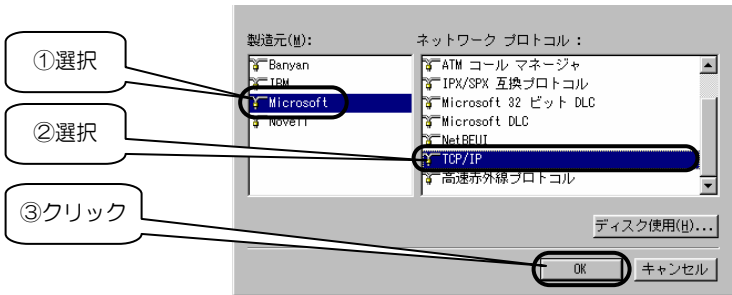 製造元(M):
ネットワーク プロトコル :
①選択
②選択
③クリック
Banyan
IBM
Microsoft
Novell
ATM コール マネージャ
IPX/SPX 互換プロトコル
Microsoft 32 ビット DLC
Microsoft DLC
NetBEUI
TCP/IP
高速赤外線プロトコル
ディスク使用(H)...
OK
キャンセル